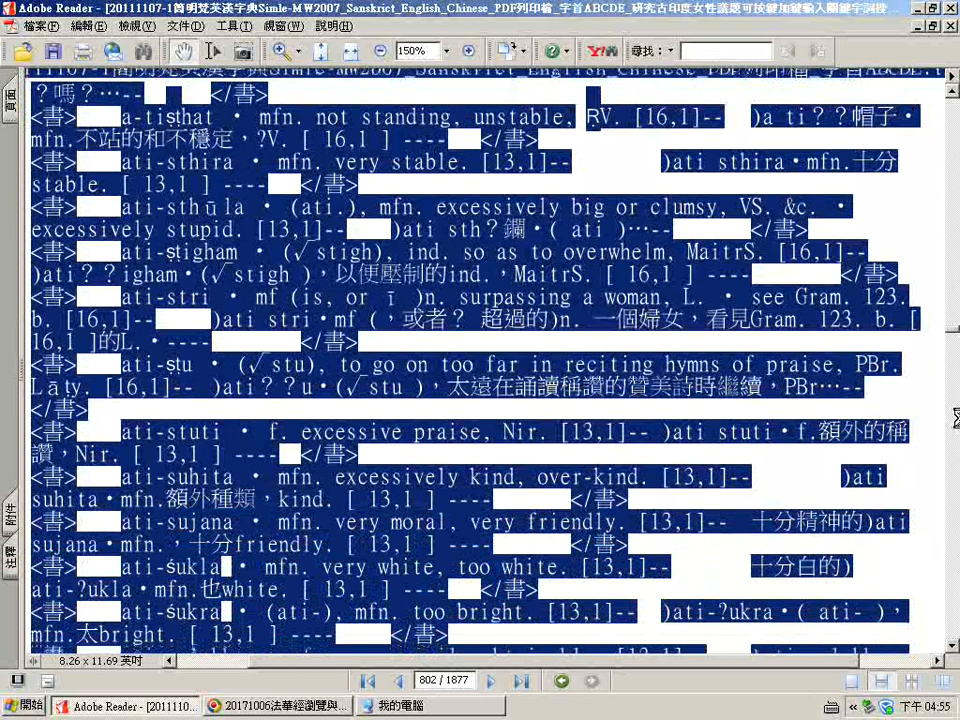 Adobe Reader - [20111107-1簡明梵英漢字典Simle-MW2007_Sanskrit_English_Chinese_PDF列印檔_字首ABCDE_研究古印度女性議題可按左鍵輸入關鍵字詞搜
檔案(F) 編輯(E) 檢視(V) 文件(D) 工具(T) 視窗(W) 說明(H)
150% 尋找：
頁面
？嗎？…-- </書>
<書> a-tiṣthat • mfn. not standing, unstable, ṚV. [16,1]-- )a ti？？帽子•
mfn.不站的和不穩定，?V. [ 16,1 ] ---- </書>
<書> ati-sthira • mfn. very stable. [13,1]-- )ati sthira•mfn.十分
stable. [ 13,1 ] ---- </書>
<書> ati-sthūla • (ati.), mfn. excessively big or clumsy, VS. &c. •
excessively stupid. [13,1]-- )ati sth？鑭•( ati )…-- </書>
<書> ati-ṣtigham • (√stigh), ind. so as to overwhelm, MaitrS. [16,1]--
)ati？？igham•(√stigh )，以便壓制的ind.，MaitrS. [ 16,1 ] ---- </書>
<書> ati-stri • mf (is, or ī )n. surpassing a woman, L. • see Gram. 123.
b. [16,1]-- )ati stri•mf (，或者？ 超過的)n. 一個婦女，看見Gram. 123. b. [
16,1 ]的L.•---- </書>
<書> ati-ṣtu • (√stu), to go on too far in reciting hymns of praise, PBr.
Lāṭy. [16,1]-- )ati？？u•(√stu )，太遠在誦讀稱讚的贊美詩時繼續，PBr…--
</書>
<書> ati-stuti • f. excessive praise, Nir. [13,1]-- )ati stuti•f.額外的稱
讚，Nir. [ 13,1 ] ---- </書>
<書> ati-suhita • mfn. excessively kind, over-kind. [13,1]-- )ati
suhita•mfn.額外種類，kind. [ 13,1 ] ---- </書>
<書> ati-sujana • mfn. very moral, very friendly. [13,1]-- 十分精神的)ati
sujana•mfn.，十分friendly. [ 13,1 ] ---- </書>
<書> ati-śukla • mfn. very white, too white. [13,1]-- 十分白的)
ati-?ukla•mfn.也white. [ 13,1 ] ---- </書>
<書> ati-śukra • (ati-), mfn. too bright. [13,1]-- )ati-?ukra•( ati- )，
mfn.太bright. [ 13,1 ] ---- </書>
附件
注釋
8.26 x 11.69 英吋
802 / 1877
開始 Adobe Reader - [2011110... 20171006法華經瀏覽與... 我的電腦 下午 04:55